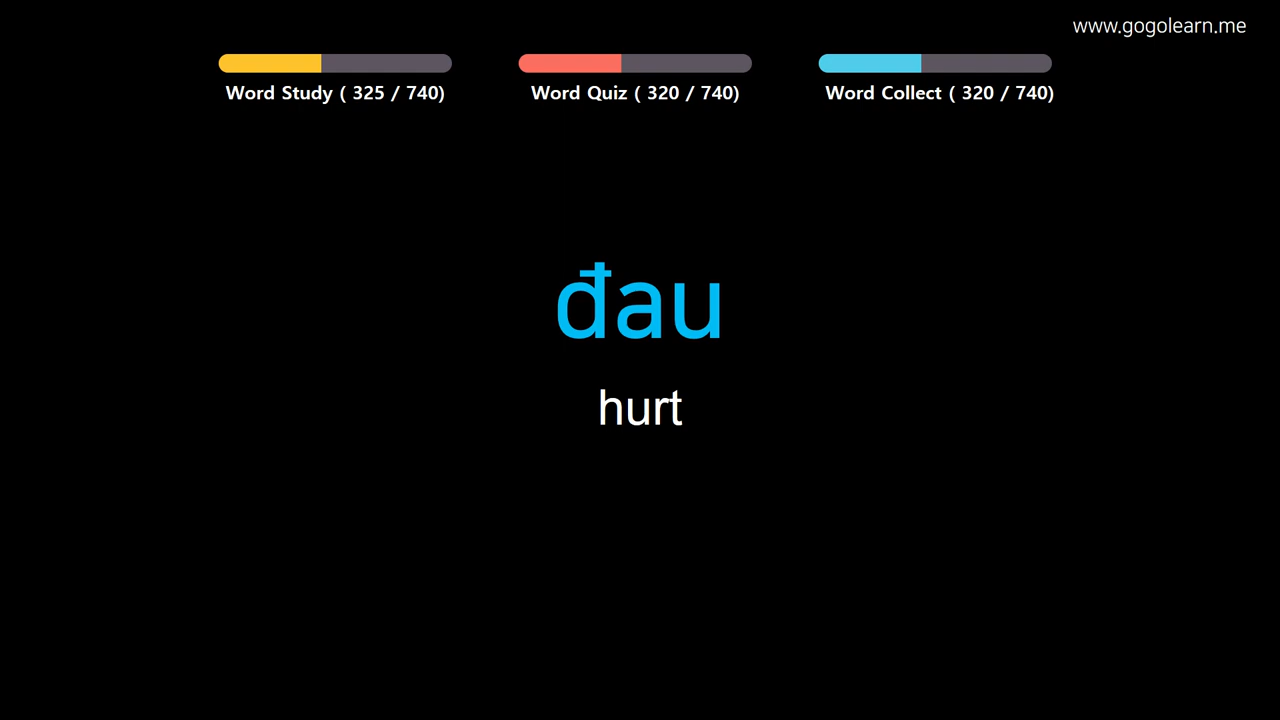 www.gogolearn.me
Word Study ( 325 / 740)
Word Quiz ( 320 / 740)
Word Collect ( 320 / 740)
đau
hurt